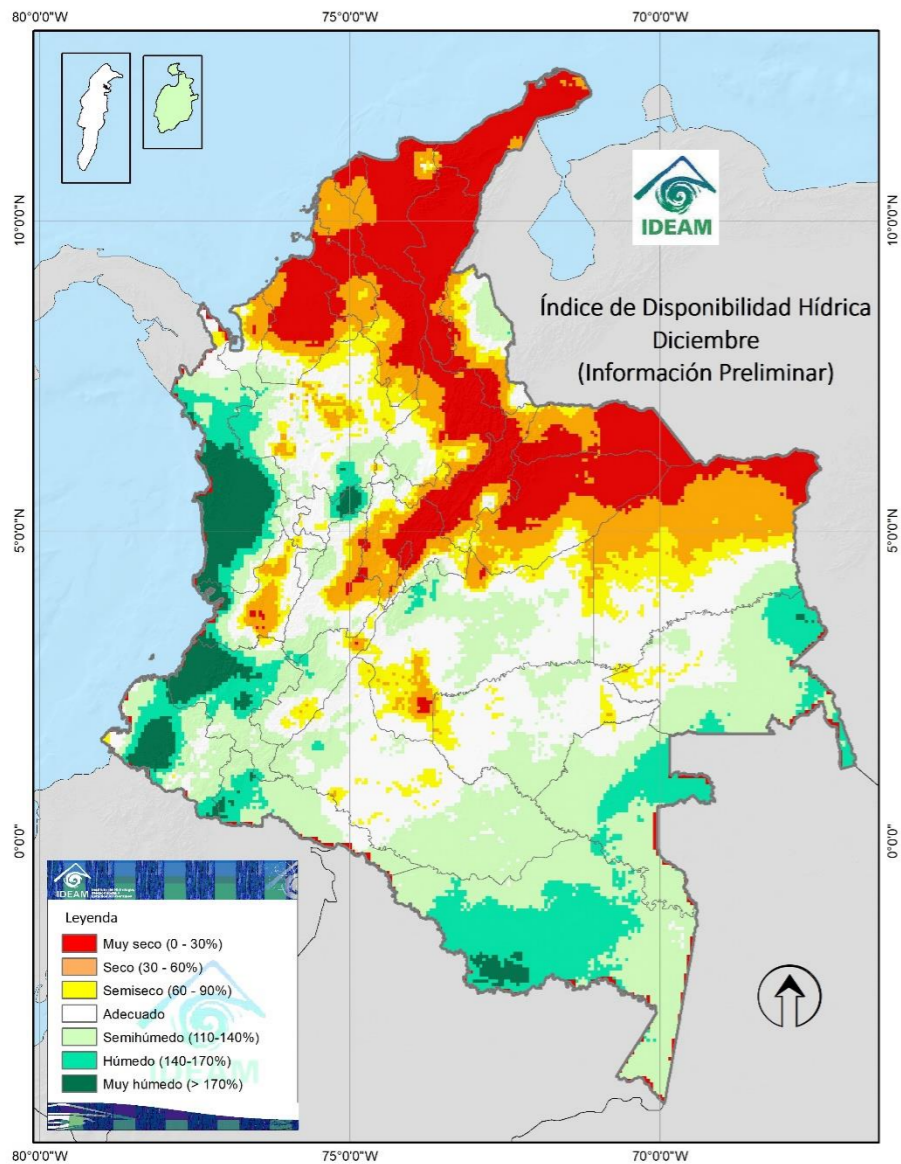 80°0'0"W
75°0'0"W
70°0'0"W
10°0'0"N
10°0'0"N
IDEAM
Índice de Disponibilidad Hídrica
Diciembre
(Información Preliminar)
5°0'0"N
5°0'0"N
0°0'0"
0°0'0"
IDEAM
Leyenda
Muy seco (0 - 30%)
Seco (30 - 60%)
Semiseco (60 - 90%)
Adecuado
Semihúmedo (110-140%)
Húmedo (140-170%)
Muy húmedo (> 170%)
IDEAM
80°0'0"W
75°0'0"W
70°0'0"W